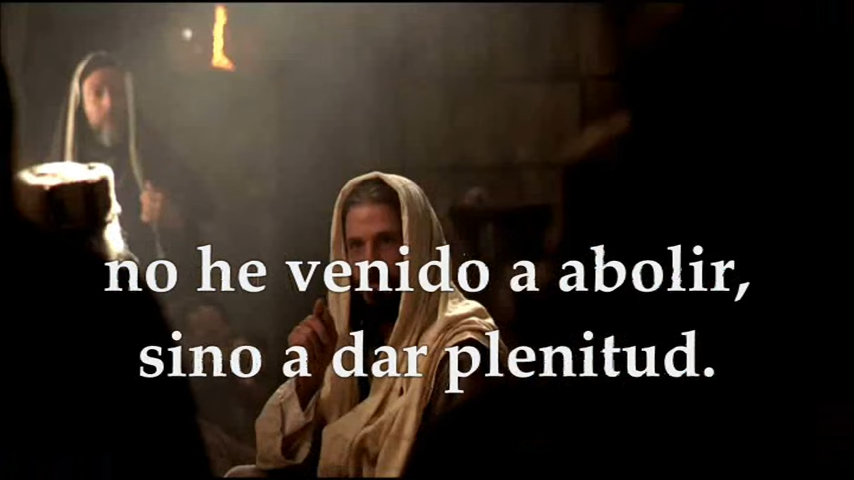 no he venido a abolir,
sino a dar plenitud.